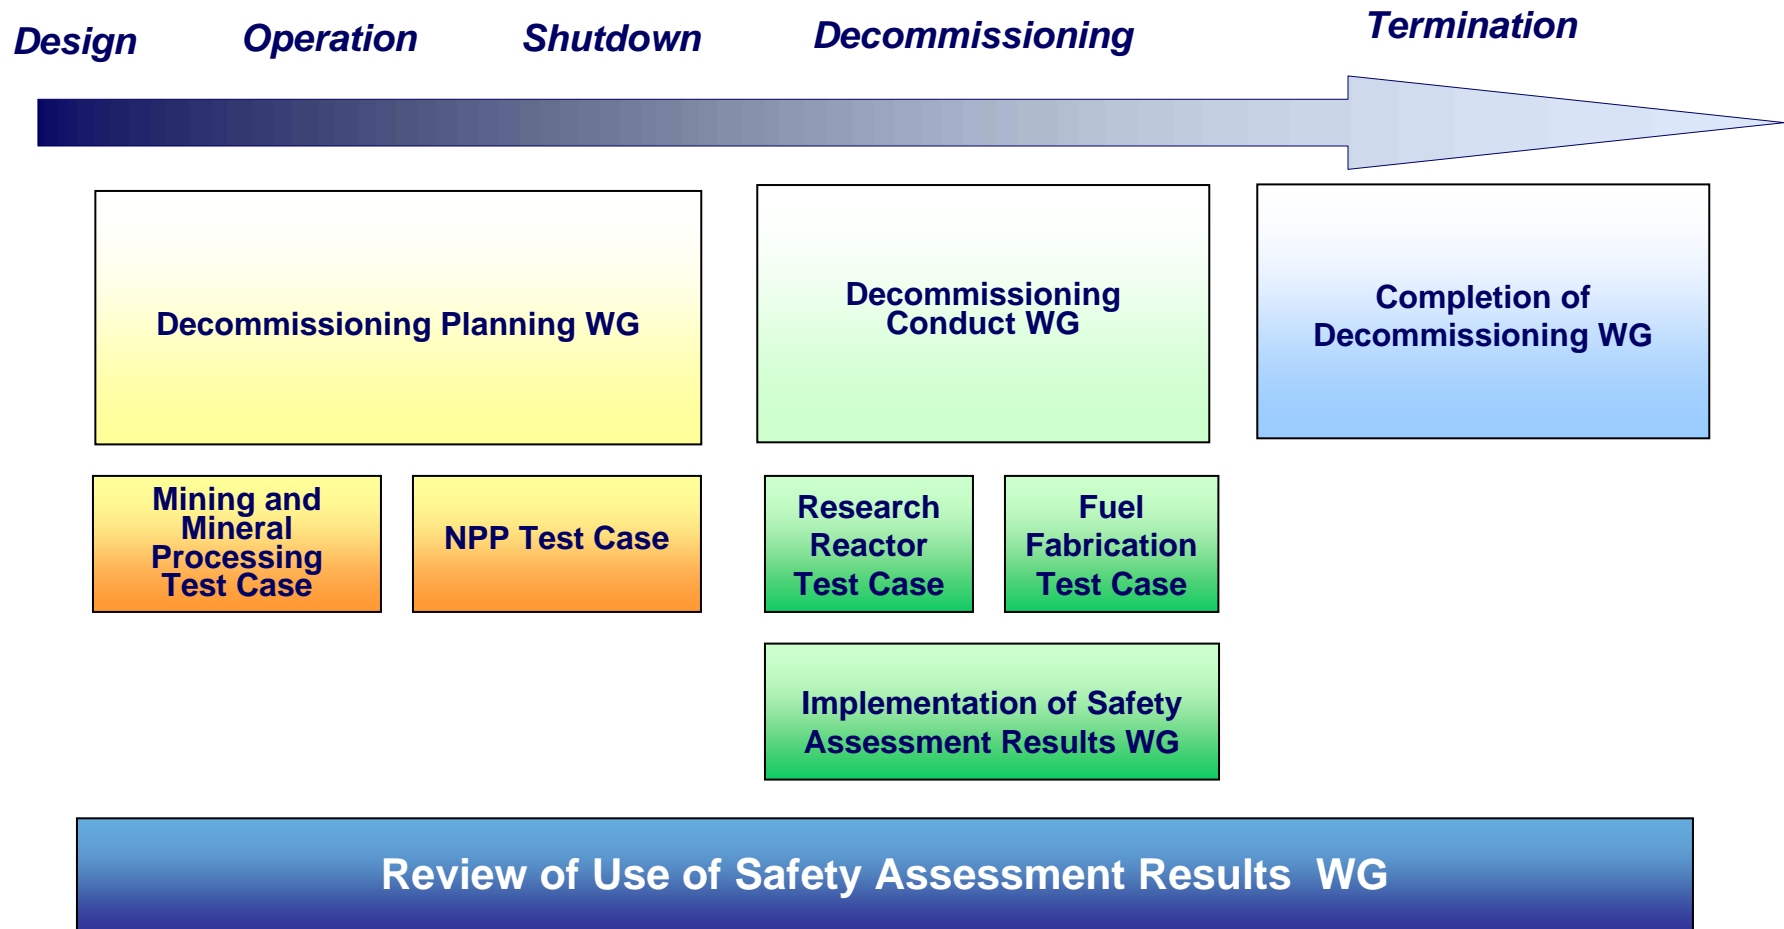 Design
Operation
Shutdown
Decommissioning
Termination
Decommissioning Planning WG
Decommissioning
Conduct WG
Completion of
Decommissioning WG
Mining and
Mineral
Processing
Test Case
NPP Test Case
Research
Reactor
Test Case
Fuel
Fabrication
Test Case
Implementation of Safety
Assessment Results WG
Review of Use of Safety Assessment Results WG